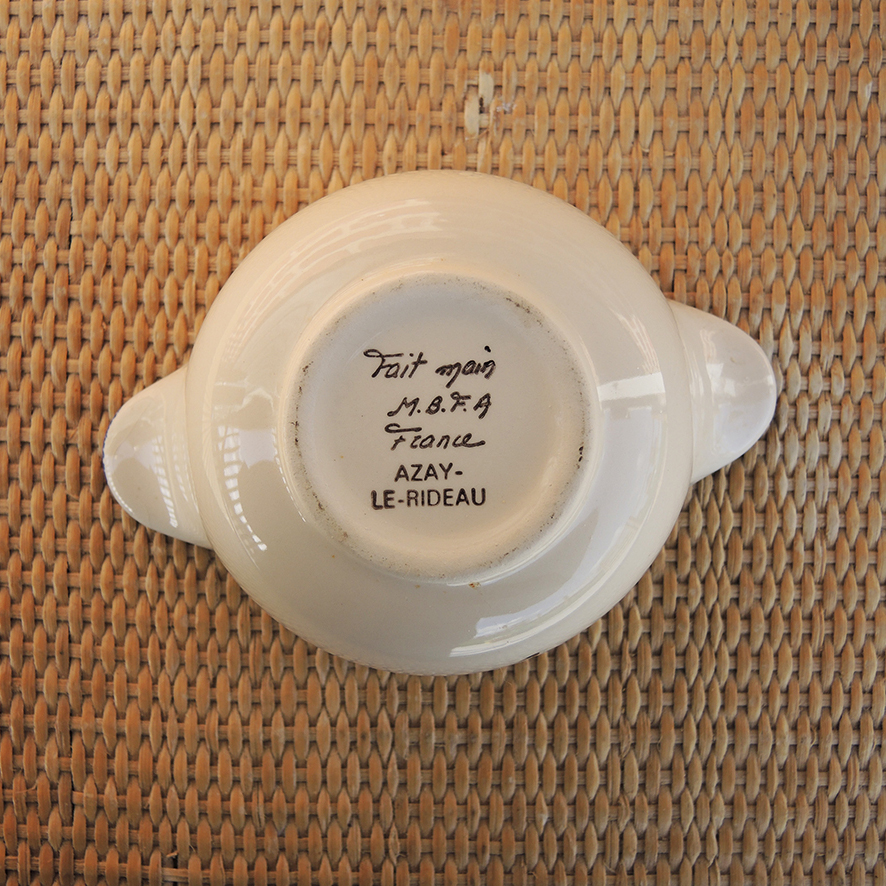 Fait main
M.B.F.A
France
AZAY-
LE-RIDEAU